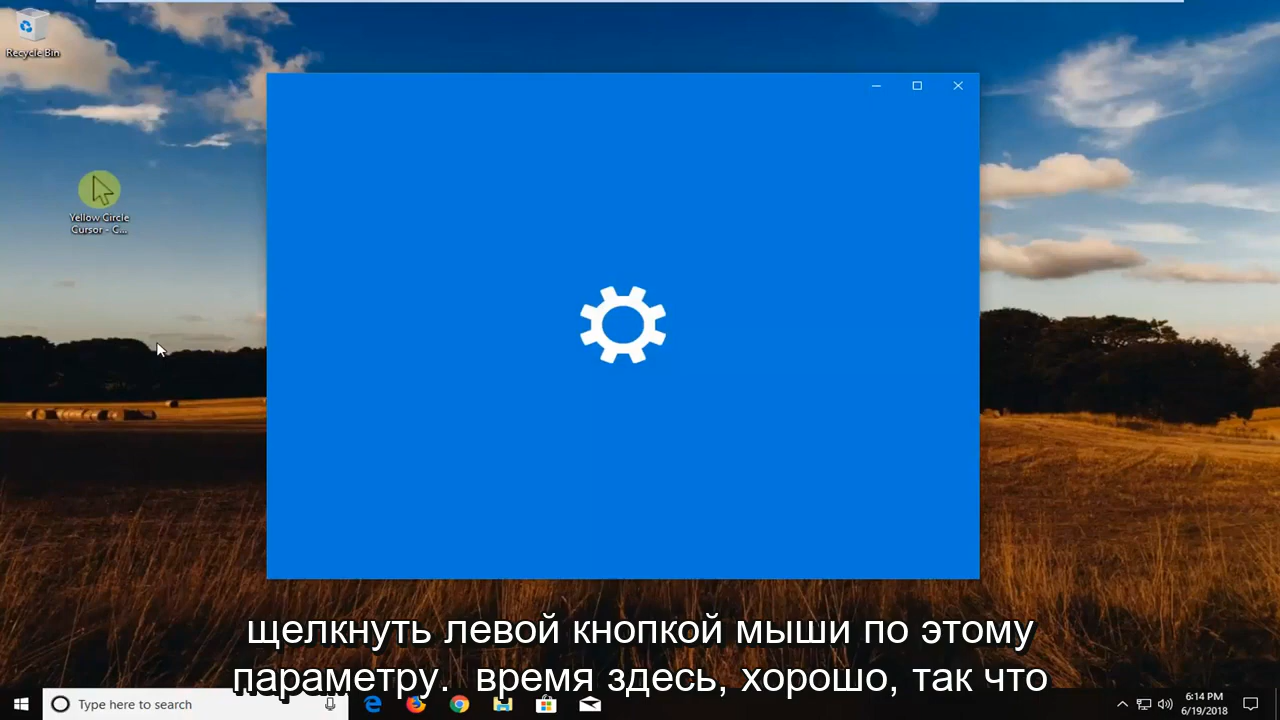 Recycle Bin
Yellow Circle
Cursor - C...
щелкнуть левой кнопкой мыши по этому
параметру. время здесь, хорошо, так что
Type here to search
6:14 PM
6/19/2018